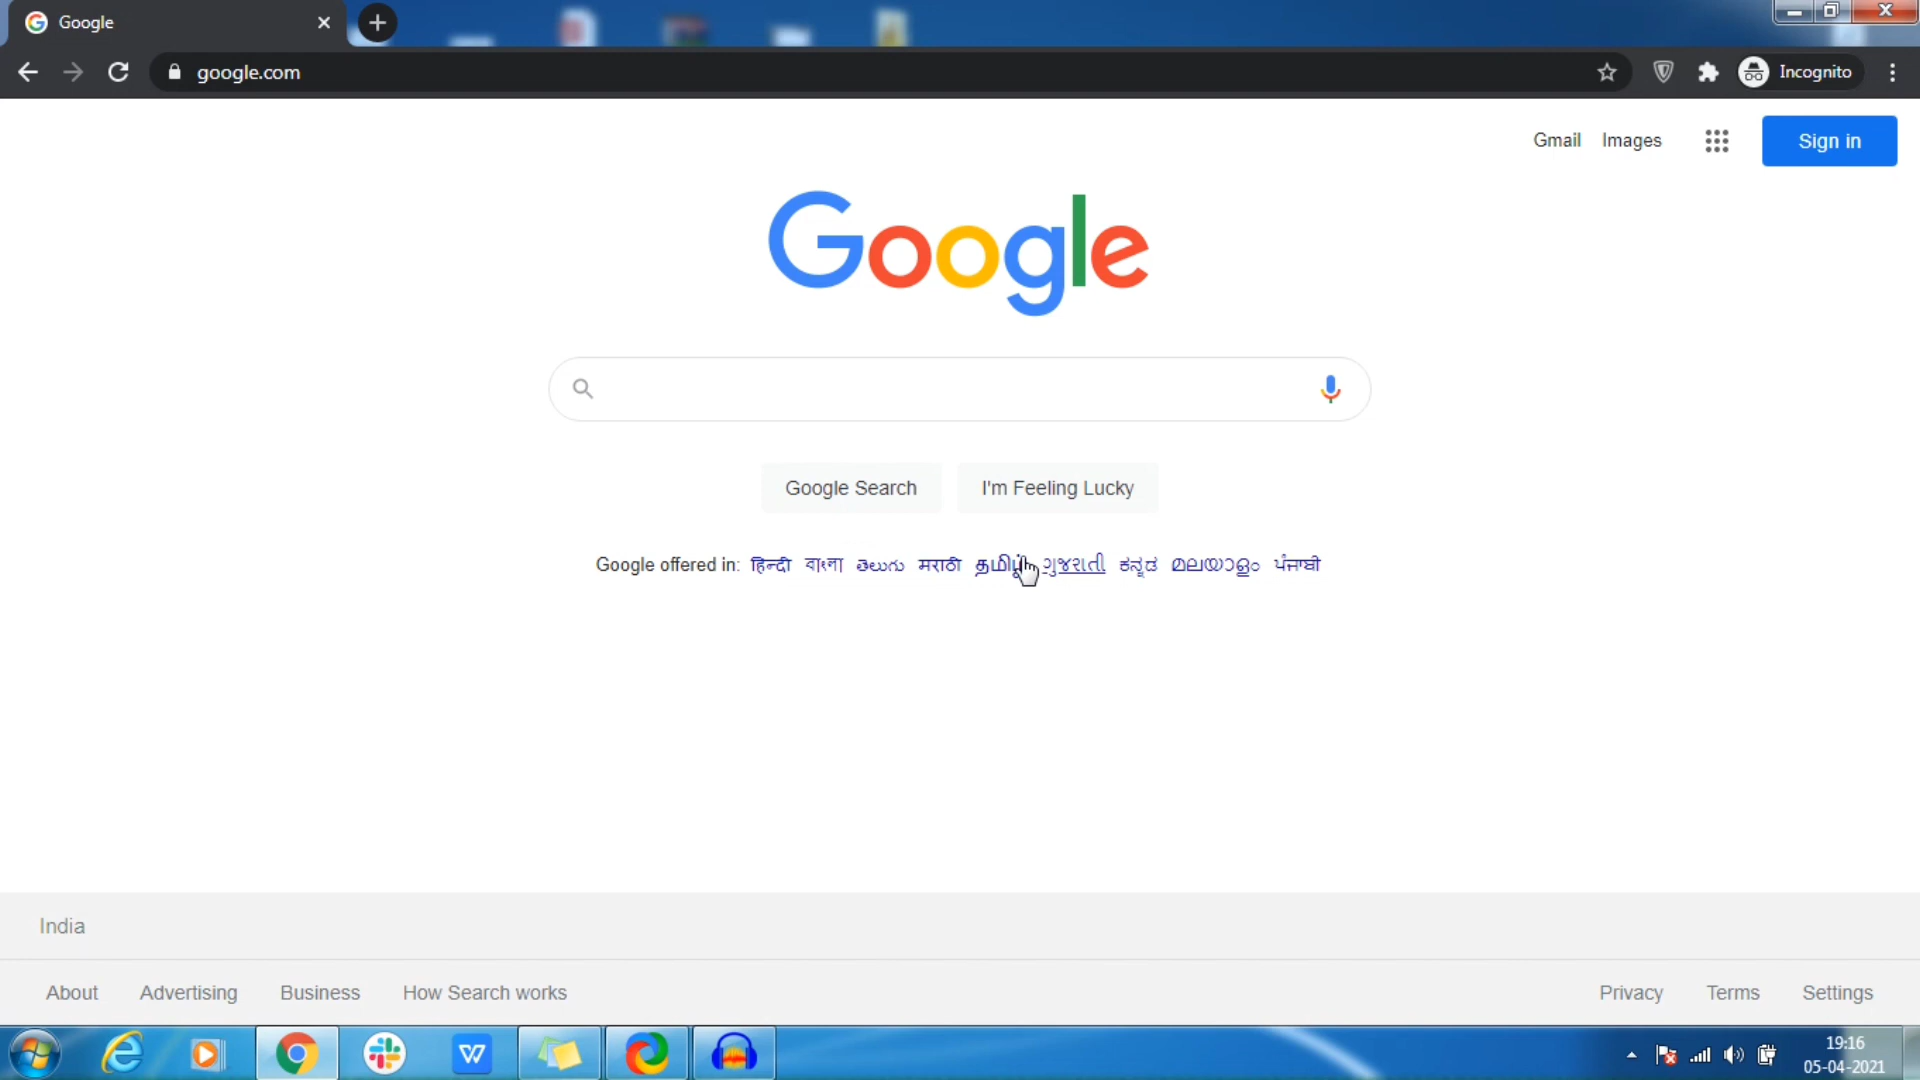 Google
google.com
Incognito
Gmail Images Sign in
Google
Google Search I'm Feeling Lucky
Google offered in: हिन्दी বাংলা తెలుగు मराठी தமிழ் ગુજરાતી ಕನ್ನಡ മലയാളം ਪੰਜਾਬੀ
India
About Advertising Business How Search works Privacy Terms Settings
19:16
05-04-2021